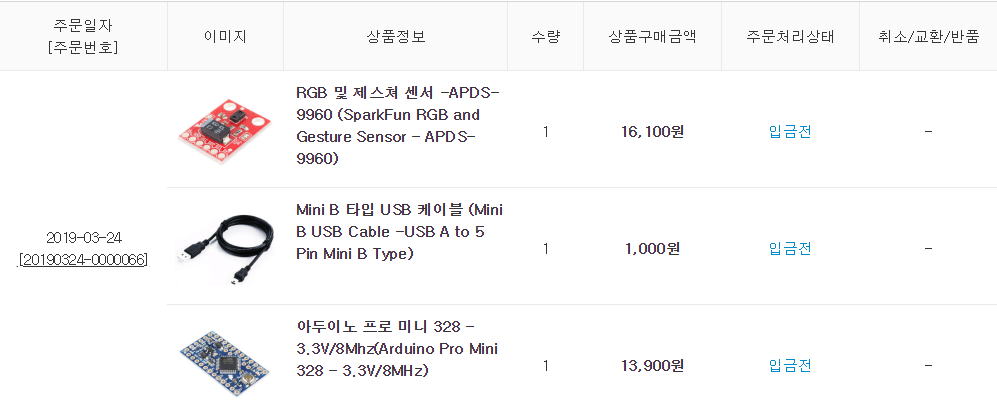 주문일자
[주문번호]
이미지
상품정보
수량
상품구매금액
주문처리상태
취소/교환/반품
2019-03-24
[20190324-0000066]
RGB 및 제스쳐 센서 -APDS-
9960 (SparkFun RGB and
Gesture Sensor - APDS-
9960)
1
16,100원
입금전
-
Mini B 타입 USB 케이블 (Mini
B USB Cable -USB A to 5
Pin Mini B Type)
1
1,000원
입금전
-
아두이노 프로 미니 328 -
3.3V/8Mhz(Arduino Pro Mini
328 - 3.3V/8MHz)
1
13,900원
입금전
-